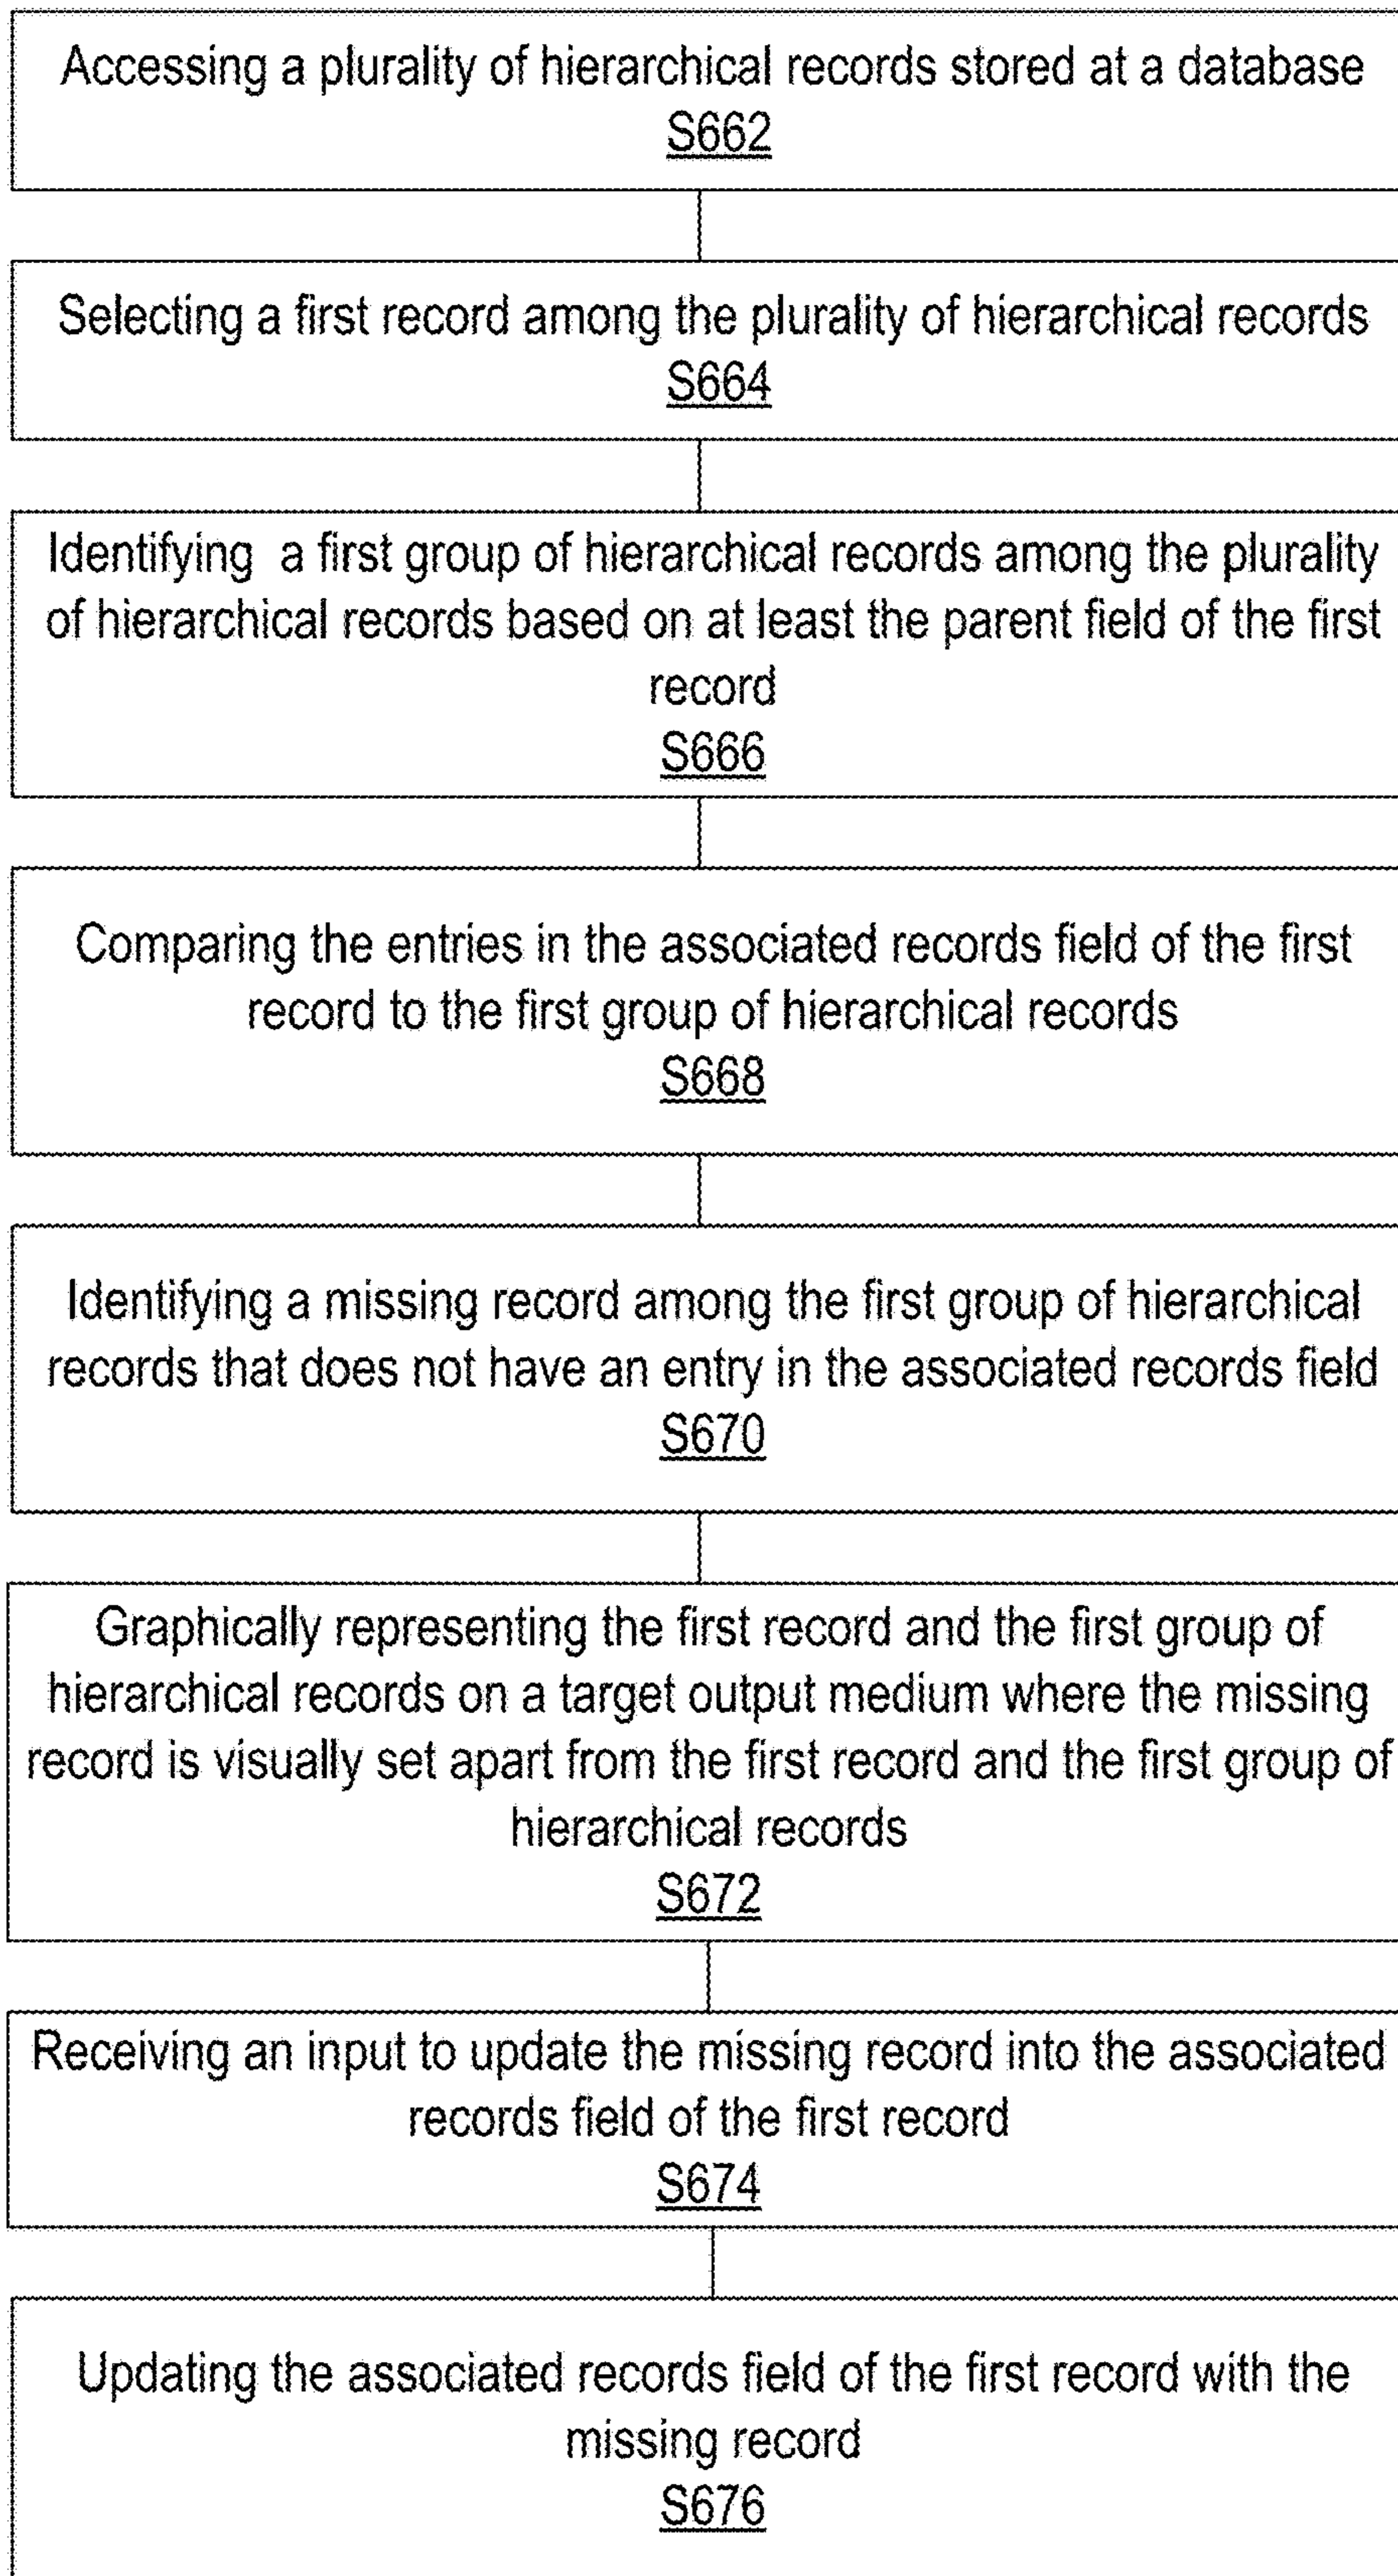 Accessing a plurality of hierarchical records stored at a database
S662
Selecting a first record among the plurality of hierarchical records
S664
Identifying a first group of hierarchical records among the plurality
of hierarchical records based on at least the parent field of the first
record
S666
Comparing the entries in the associated records field of the first
record to the first group of hierarchical records
S668
Identifying a missing record among the first group of hierarchical
records that does not have an entry in the associated records field
S670
Graphically representing the first record and the first group of
hierarchical records on a target output medium where the missing
record is visually set apart from the first record and the first group of
hierarchical records
S672
Receiving an input to update the missing record into the associated
records field of the first record
S674
Updating the associated records field of the first record with the
missing record
S676